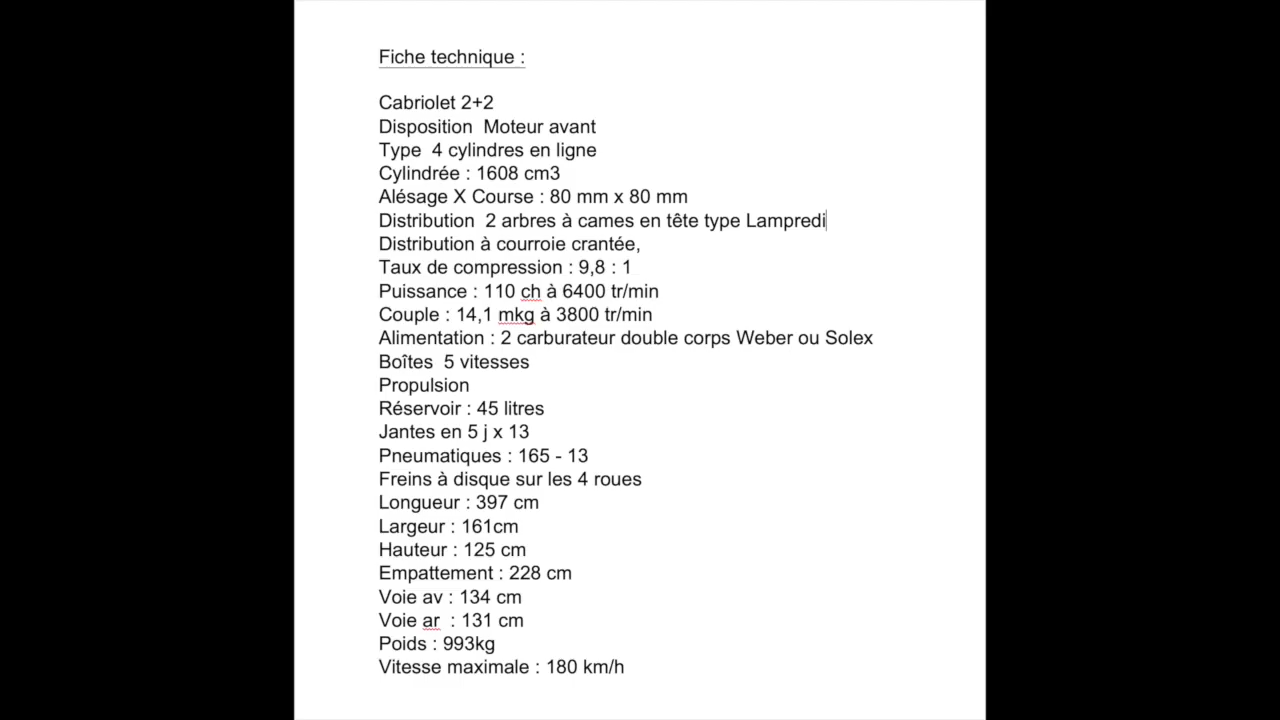 Fiche technique :
Cabriolet 2+2
Disposition  Moteur avant
Type  4 cylindres en ligne
Cylindrée : 1608 cm3
Alésage X Course : 80 mm x 80 mm
Distribution  2 arbres à cames en tête type Lampredi
Distribution à courroie crantée,
Taux de compression : 9,8 : 1
Puissance : 110 ch à 6400 tr/min
Couple : 14,1 mkg à 3800 tr/min
Alimentation : 2 carburateur double corps Weber ou Solex
Boîtes  5 vitesses
Propulsion
Réservoir : 45 litres
Jantes en 5 j x 13
Pneumatiques : 165 - 13
Freins à disque sur les 4 roues
Longueur : 397 cm
Largeur : 161cm
Hauteur : 125 cm
Empattement : 228 cm
Voie av : 134 cm
Voie ar  : 131 cm
Poids : 993kg
Vitesse maximale : 180 km/h